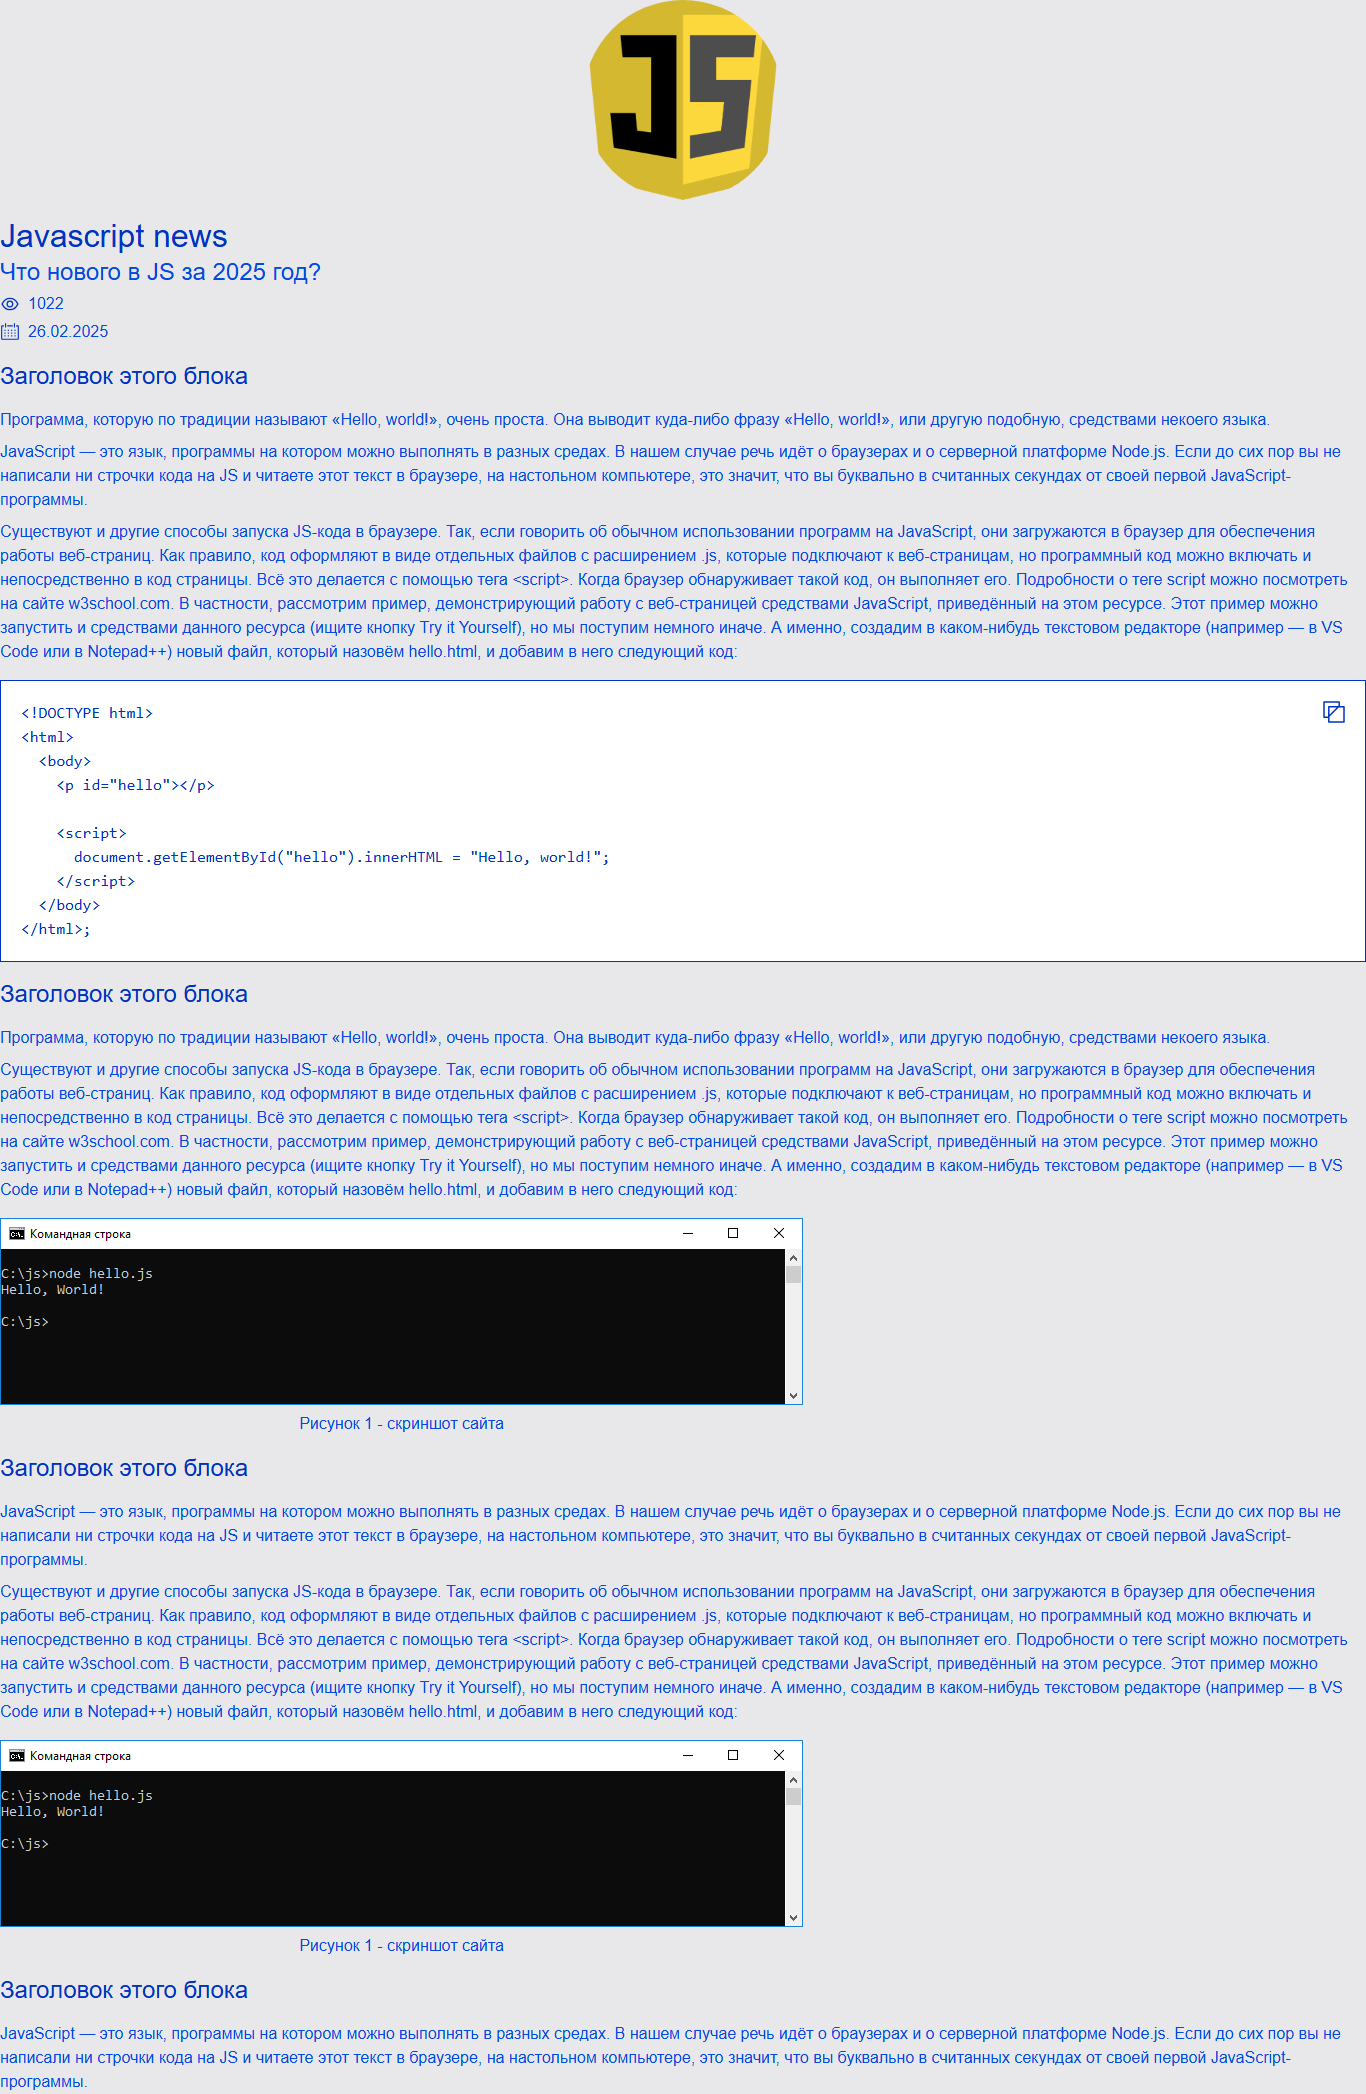 JS
Javascript news
Что нового в JS за 2025 год?
1022
26.02.2025
Заголовок этого блока
Программа, которую по традиции называют «Hello, world!», очень проста. Она выводит куда-либо фразу «Hello, world!», или другую подобную, средствами некоего языка.
JavaScript — это язык, программы на котором можно выполнять в разных средах. В нашем случае речь идёт о браузерах и о серверной платформе Node.js. Если до сих пор вы не
написали ни строчки кода на JS и читаете этот текст в браузере, на настольном компьютере, это значит, что вы буквально в считанных секундах от своей первой JavaScript-
программы.
Существуют и другие способы запуска JS-кода в браузере. Так, если говорить об обычном использовании программ на JavaScript, они загружаются в браузер для обеспечения
работы веб-страниц. Как правило, код оформляют в виде отдельных файлов с расширением .js, которые подключают к веб-страницам, но программный код можно включать и
непосредственно в код страницы. Всё это делается с помощью тега <script>. Когда браузер обнаруживает такой код, он выполняет его. Подробности о теге script можно посмотреть
на сайте w3school.com. В частности, рассмотрим пример, демонстрирующий работу с веб-страницей средствами JavaScript, приведённый на этом ресурсе. Этот пример можно
запустить и средствами данного ресурса (ищите кнопку Try it Yourself), но мы поступим немного иначе. А именно, создадим в каком-нибудь текстовом редакторе (например — в VS
Code или в Notepad++) новый файл, который назовём hello.html, и добавим в него следующий код:
<!DOCTYPE html>
<html>
<body>
<p id="hello"></p>
<script>
document.getElementById("hello").innerHTML = "Hello, world!";
</script>
</body>
</html>;
Заголовок этого блока
Программа, которую по традиции называют «Hello, world!», очень проста. Она выводит куда-либо фразу «Hello, world!», или другую подобную, средствами некоего языка.
Существуют и другие способы запуска JS-кода в браузере. Так, если говорить об обычном использовании программ на JavaScript, они загружаются в браузер для обеспечения
работы веб-страниц. Как правило, код оформляют в виде отдельных файлов с расширением .js, которые подключают к веб-страницам, но программный код можно включать и
непосредственно в код страницы. Всё это делается с помощью тега <script>. Когда браузер обнаруживает такой код, он выполняет его. Подробности о теге script можно посмотреть
на сайте w3school.com. В частности, рассмотрим пример, демонстрирующий работу с веб-страницей средствами JavaScript, приведённый на этом ресурсе. Этот пример можно
запустить и средствами данного ресурса (ищите кнопку Try it Yourself), но мы поступим немного иначе. А именно, создадим в каком-нибудь текстовом редакторе (например — в VS
Code или в Notepad++) новый файл, который назовём hello.html, и добавим в него следующий код:
Командная строка
C:\js>node hello.js
Hello, World!
C:\js>
Рисунок 1 - скриншот сайта
Заголовок этого блока
JavaScript — это язык, программы на котором можно выполнять в разных средах. В нашем случае речь идёт о браузерах и о серверной платформе Node.js. Если до сих пор вы не
написали ни строчки кода на JS и читаете этот текст в браузере, на настольном компьютере, это значит, что вы буквально в считанных секундах от своей первой JavaScript-
программы.
Существуют и другие способы запуска JS-кода в браузере. Так, если говорить об обычном использовании программ на JavaScript, они загружаются в браузер для обеспечения
работы веб-страниц. Как правило, код оформляют в виде отдельных файлов с расширением .js, которые подключают к веб-страницам, но программный код можно включать и
непосредственно в код страницы. Всё это делается с помощью тега <script>. Когда браузер обнаруживает такой код, он выполняет его. Подробности о теге script можно посмотреть
на сайте w3school.com. В частности, рассмотрим пример, демонстрирующий работу с веб-страницей средствами JavaScript, приведённый на этом ресурсе. Этот пример можно
запустить и средствами данного ресурса (ищите кнопку Try it Yourself), но мы поступим немного иначе. А именно, создадим в каком-нибудь текстовом редакторе (например — в VS
Code или в Notepad++) новый файл, который назовём hello.html, и добавим в него следующий код:
Командная строка
C:\js>node hello.js
Hello, World!
C:\js>
Рисунок 1 - скриншот сайта
Заголовок этого блока
JavaScript — это язык, программы на котором можно выполнять в разных средах. В нашем случае речь идёт о браузерах и о серверной платформе Node.js. Если до сих пор вы не
написали ни строчки кода на JS и читаете этот текст в браузере, на настольном компьютере, это значит, что вы буквально в считанных секундах от своей первой JavaScript-
программы.